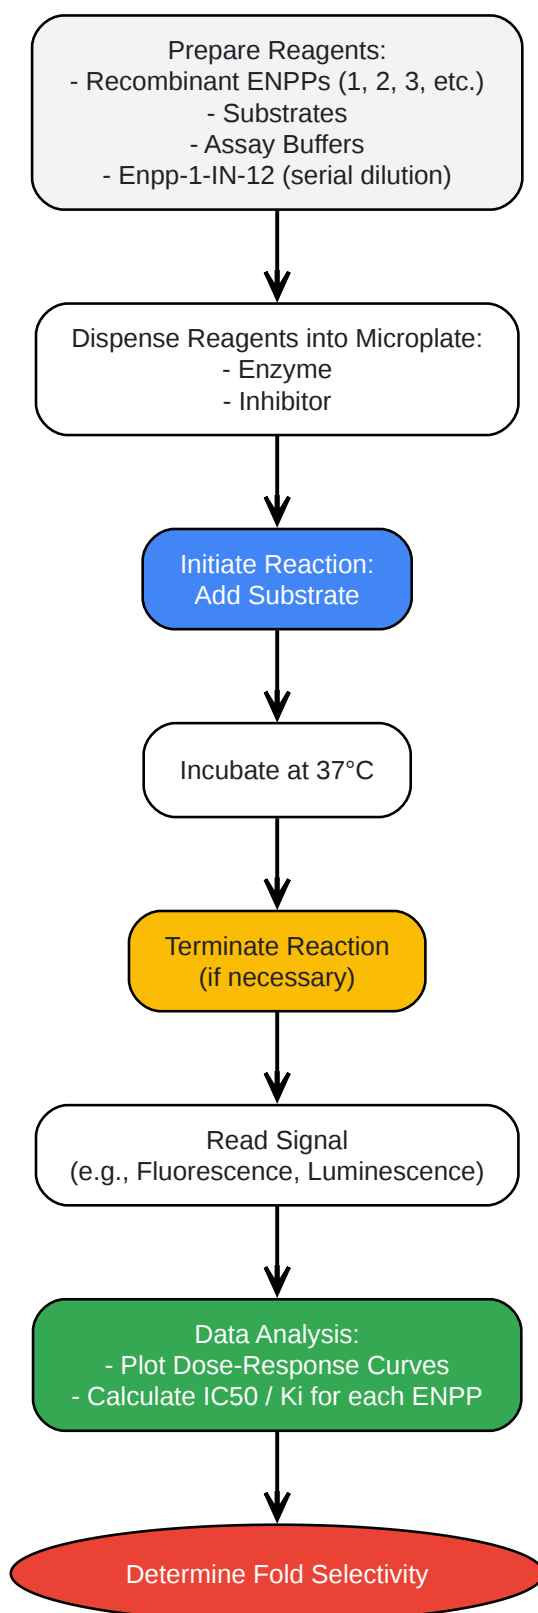 Prepare Reagents:
- Recombinant ENPPs (1, 2, 3, etc.)
- Substrates
- Assay Buffers
- Enpp-1-IN-12 (serial dilution)
Dispense Reagents into Microplate:
- Enzyme
- Inhibitor
Initiate Reaction:
Add Substrate
Incubate at 37°C
Terminate Reaction
(if necessary)
Read Signal
(e.g., Fluorescence, Luminescence)
Data Analysis:
- Plot Dose-Response Curves
- Calculate IC50 / Ki for each ENPP
Determine Fold Selectivity